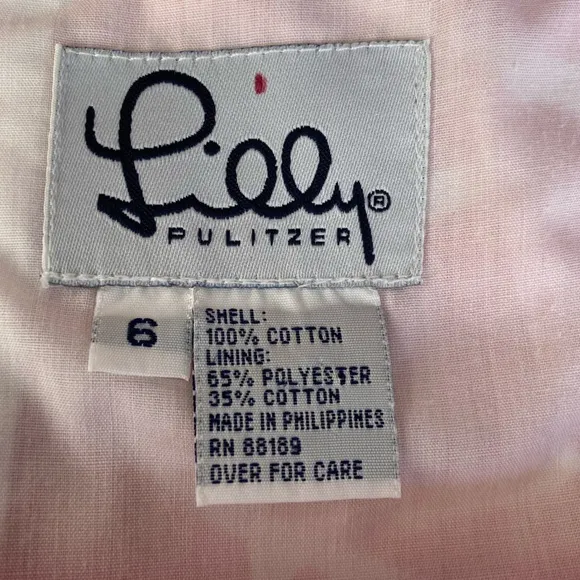 Lilly®
PULITZER
6
SHELL:
100% COTTON
LINING:
65% POLYESTER
35% COTTON
MADE IN PHILIPPINES
RN 88189
OVER FOR CARE